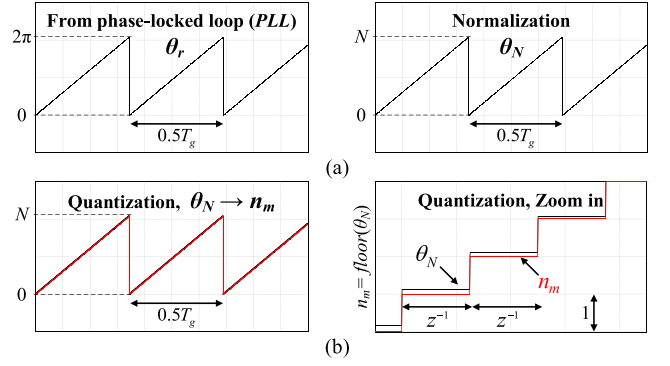 From phase-locked loop (PLL)
2π
θr
0
0.5Tg
Normalization
N
θN
0
0.5Tg
(a)
Quantization, θN → nm
N
0
0.5Tg
Quantization, Zoom in
nm = floor(θN)
θN
nm
z⁻¹
z⁻¹
1
(b)